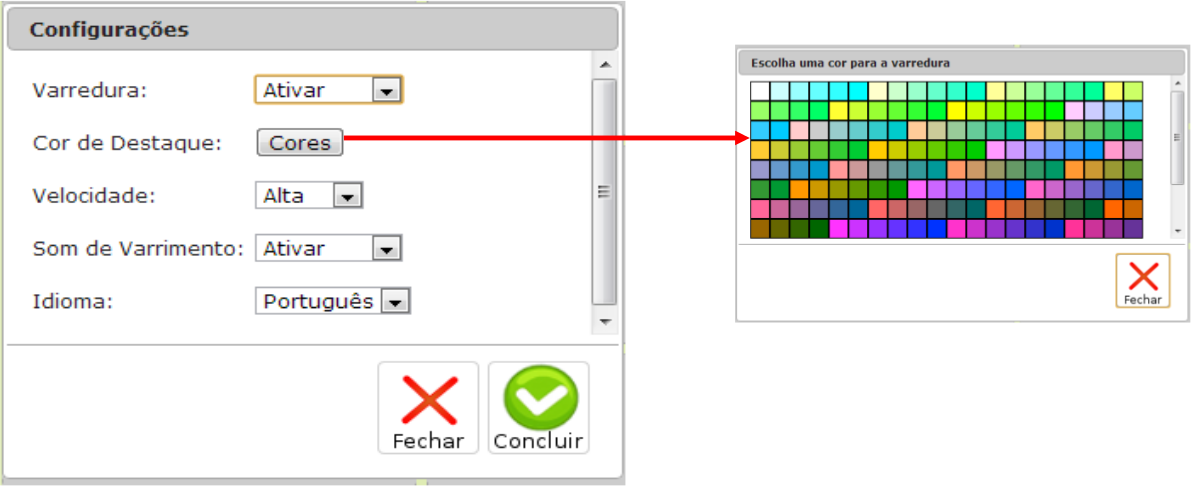 Configurações
Varredura: Ativar
Cor de Destaque: Cores
Velocidade: Alta
Som de Varrimento: Ativar
Idioma: Português
Fechar
Concluir
Escolha uma cor para a varredura
Fechar